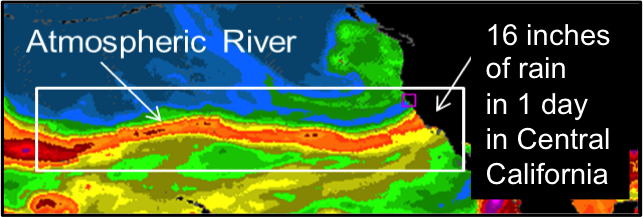 Atmospheric River
16 inches
of rain
in 1 day
in Central
California